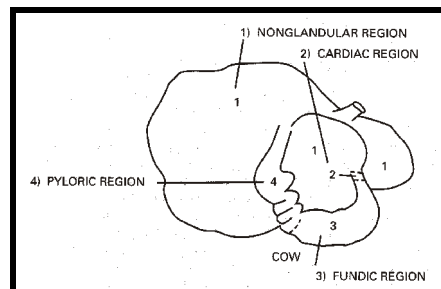 1) NONGLANDULAR REGION
2) CARDIAC REGION
1
1
1
2
4) PYLORIC REGION
4
3
COW
3) FUNDIC REGION